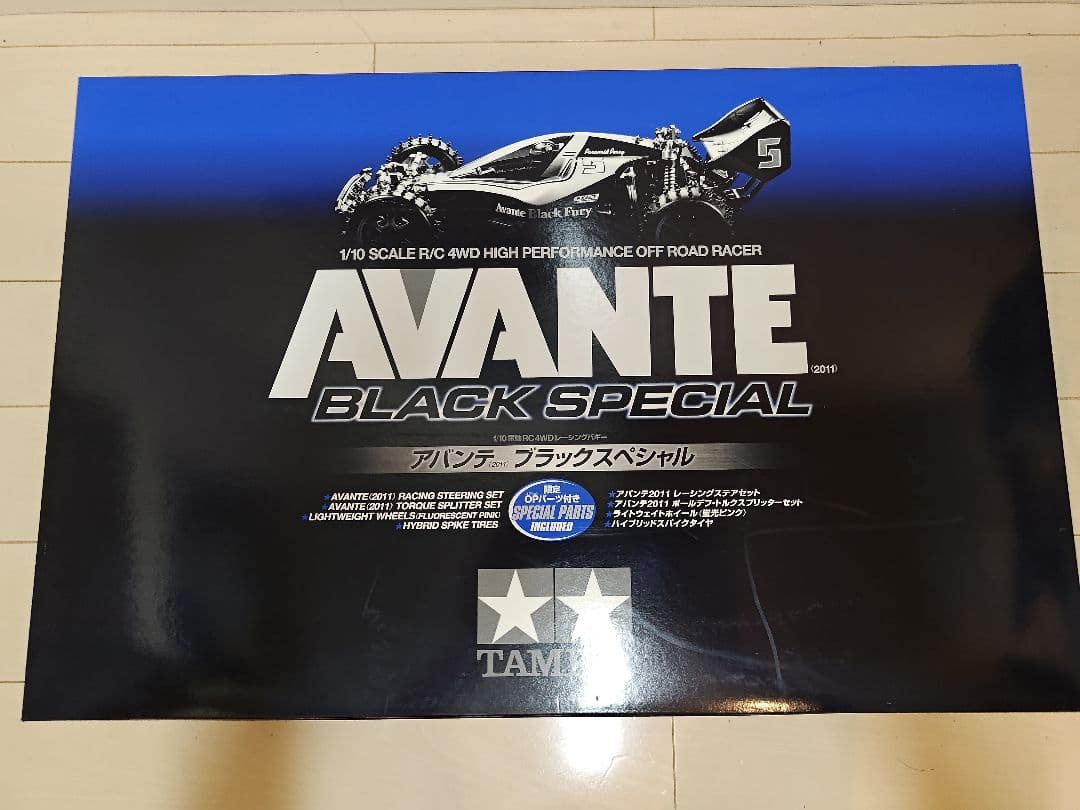 5
Paranoid Perry
5
Avante Black Fury
1/10 SCALE R/C 4WD HIGH PERFORMANCE OFF ROAD RACER
AVANTE (2011)
BLACK SPECIAL
1/10 電動RC4WDレーシングバギー
アバンテ(2011) ブラックスペシャル
★AVANTE(2011) RACING STEERING SET
★AVANTE(2011) TORQUE SPLITTER SET
★LIGHTWEIGHT WHEELS(FLUORESCENT PINK)
★HYBRID SPIKE TIRES
限定
OPパーツ付き
SPECIAL PARTS
INCLUDED
★アバンテ2011 レーシングステアセット
★アバンテ2011 ボールデフ・トルクスプリッターセット
★ライトウェイトホイール(蛍光ピンク)
★ハイブリッドスパイクタイヤ
TAMIYA